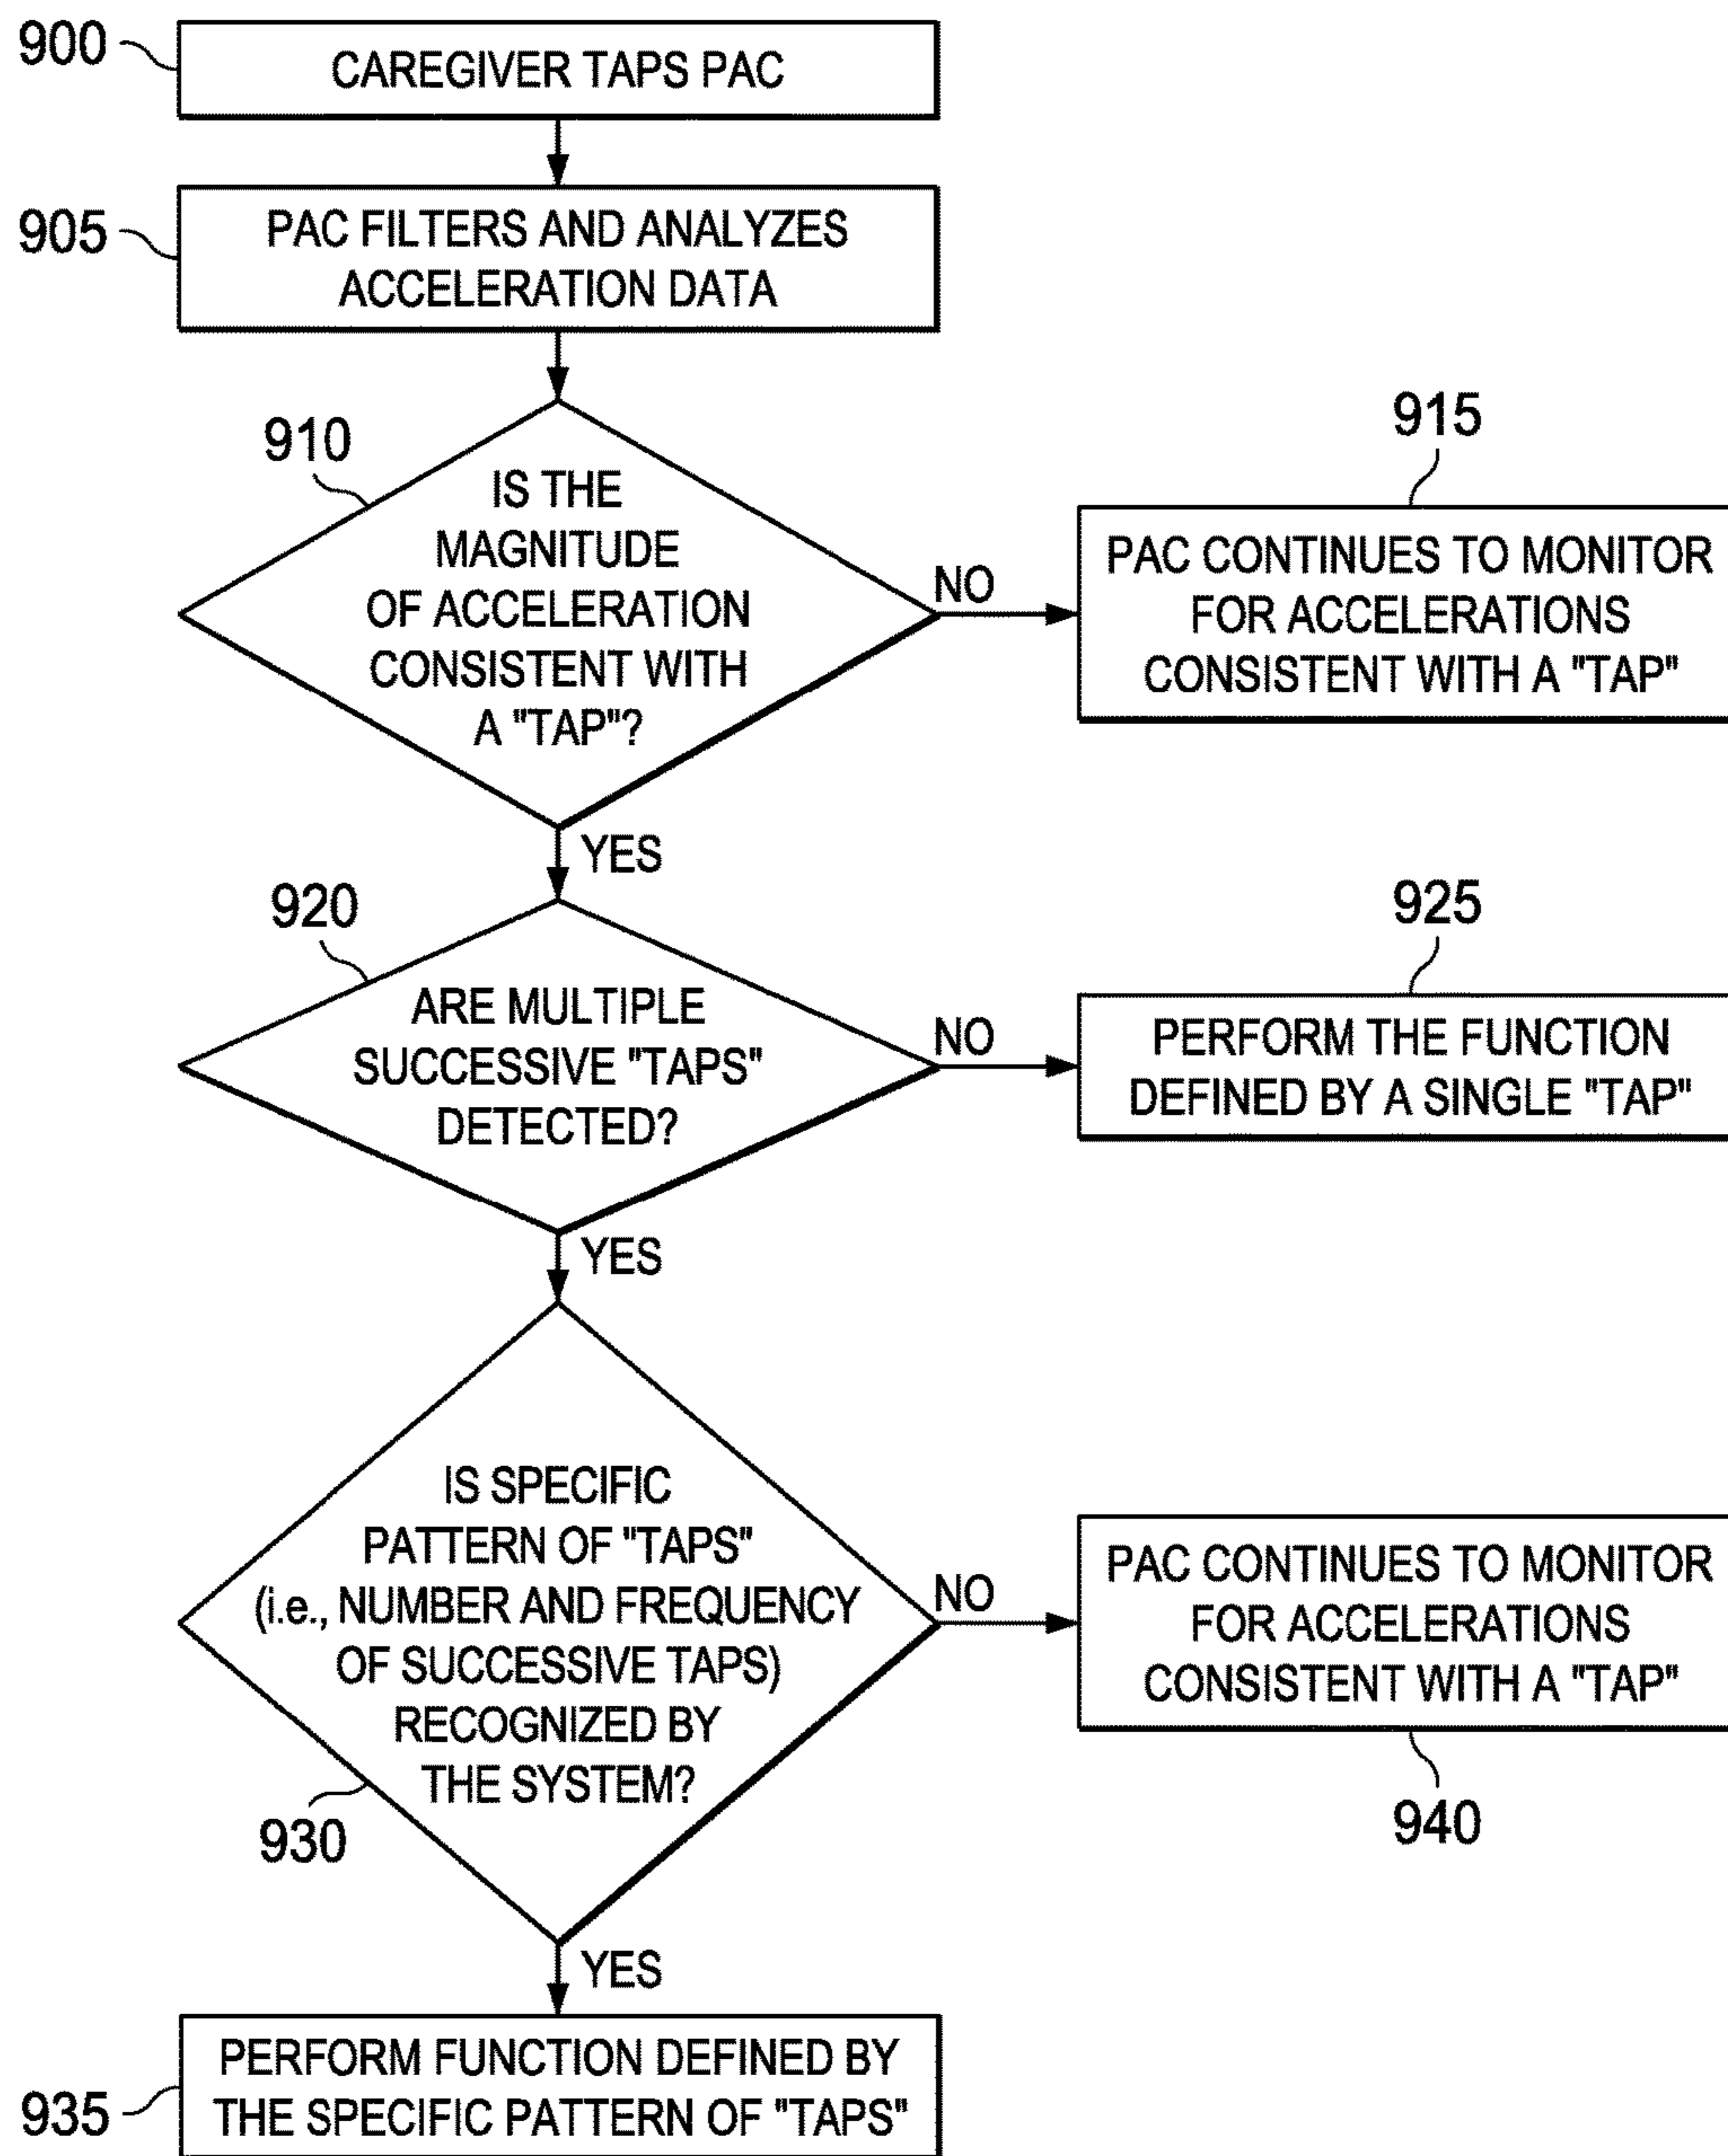 900
CAREGIVER TAPS PAC
905
PAC FILTERS AND ANALYZES
ACCELERATION DATA
910
IS THE
MAGNITUDE
OF ACCELERATION
CONSISTENT WITH
A "TAP"?
NO
915
PAC CONTINUES TO MONITOR
FOR ACCELERATIONS
CONSISTENT WITH A "TAP"
YES
920
ARE MULTIPLE
SUCCESSIVE "TAPS"
DETECTED?
NO
925
PERFORM THE FUNCTION
DEFINED BY A SINGLE "TAP"
YES
IS SPECIFIC
PATTERN OF "TAPS"
(i.e., NUMBER AND FREQUENCY
OF SUCCESSIVE TAPS)
RECOGNIZED BY
THE SYSTEM?
930
NO
PAC CONTINUES TO MONITOR
FOR ACCELERATIONS
CONSISTENT WITH A "TAP"
940
YES
935
PERFORM FUNCTION DEFINED BY
THE SPECIFIC PATTERN OF "TAPS"